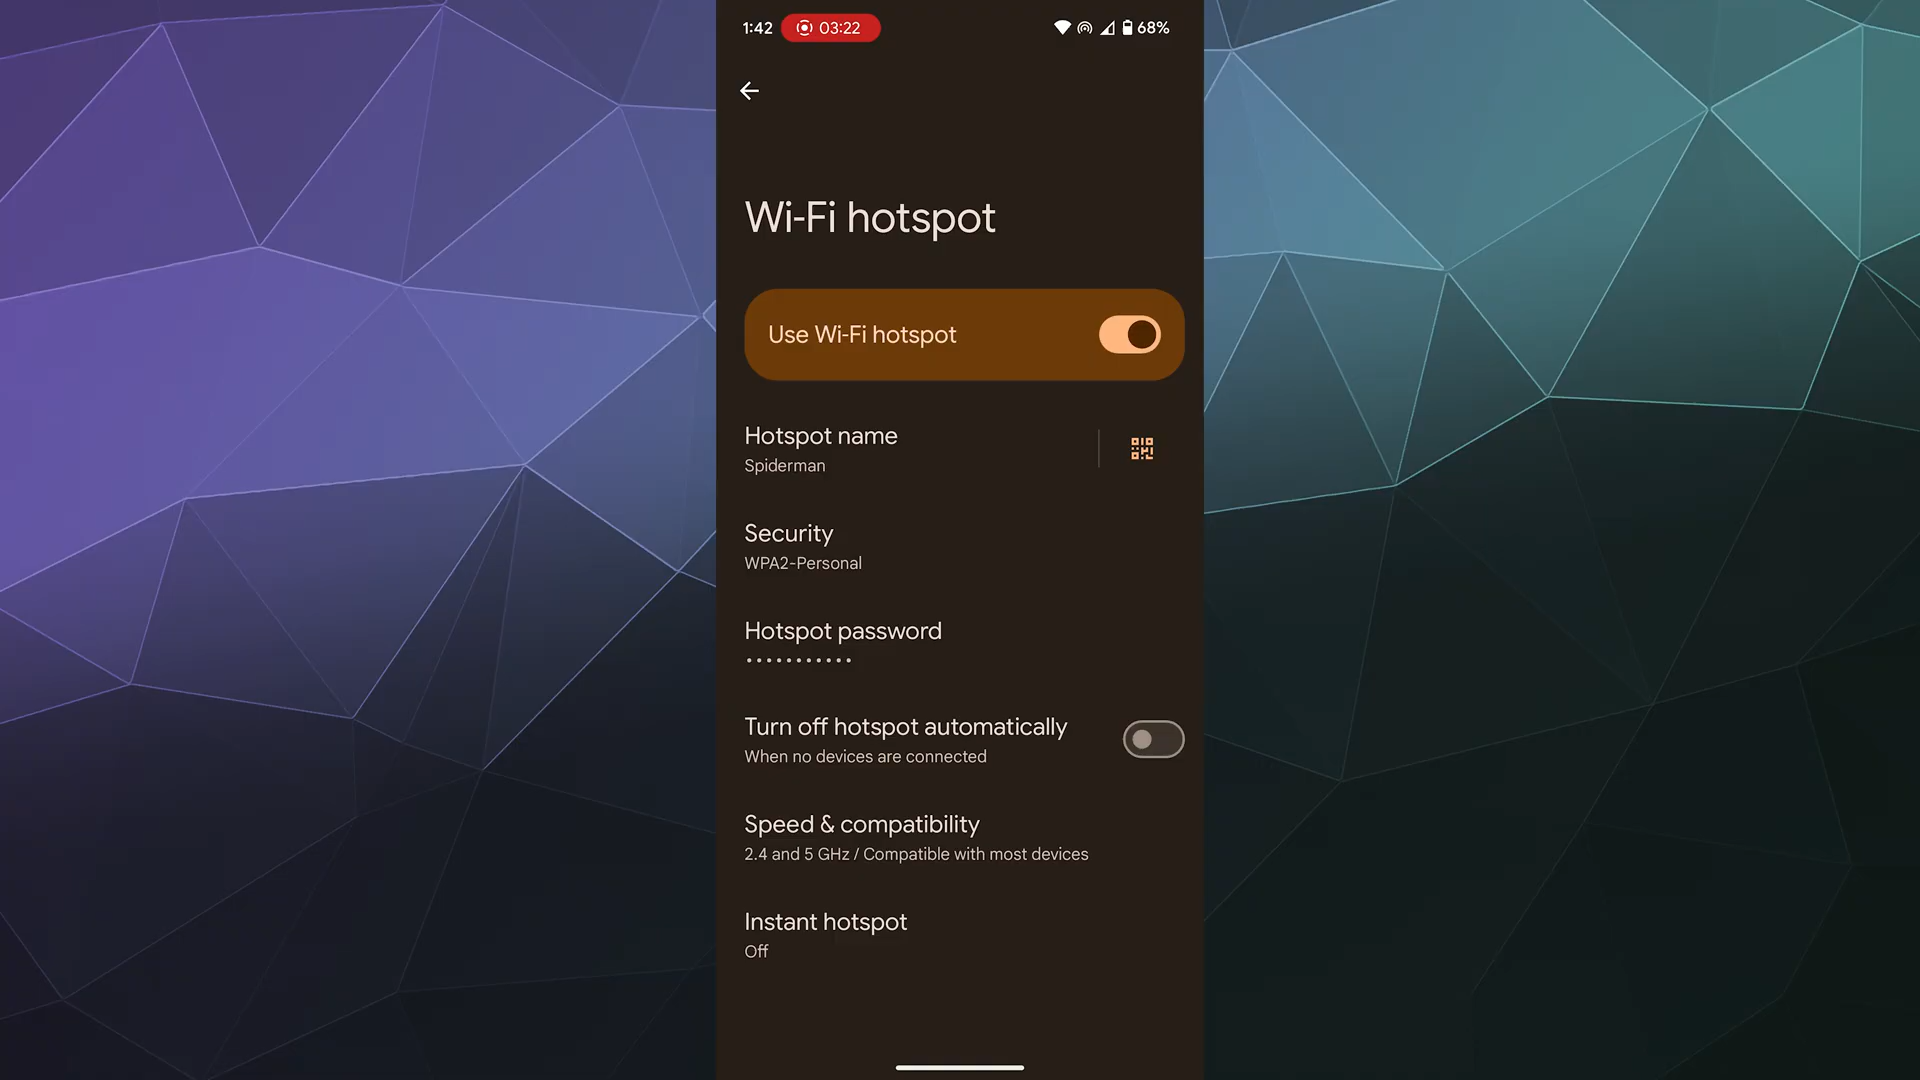 1:42 03:22 68%
Wi-Fi hotspot
Use Wi-Fi hotspot
Hotspot name
Spiderman
Security
WPA2-Personal
Hotspot password
•••••••••••
Turn off hotspot automatically
When no devices are connected
Speed & compatibility
2.4 and 5 GHz / Compatible with most devices
Instant hotspot
Off